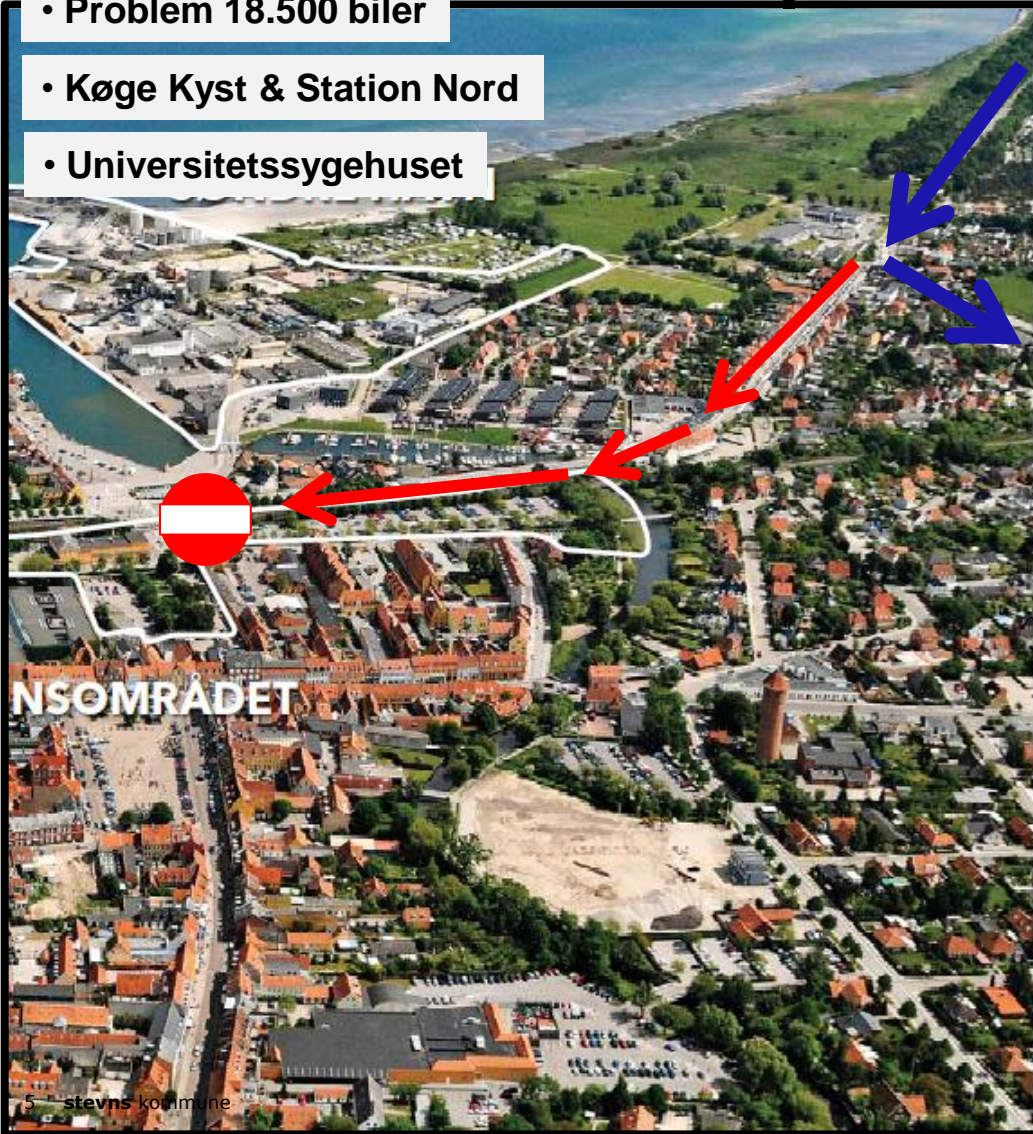 • Problem 18.500 biler
• Køge Kyst & Station Nord
• Universitetssygehuset
NSOMRÅDET
5 stevns kommune